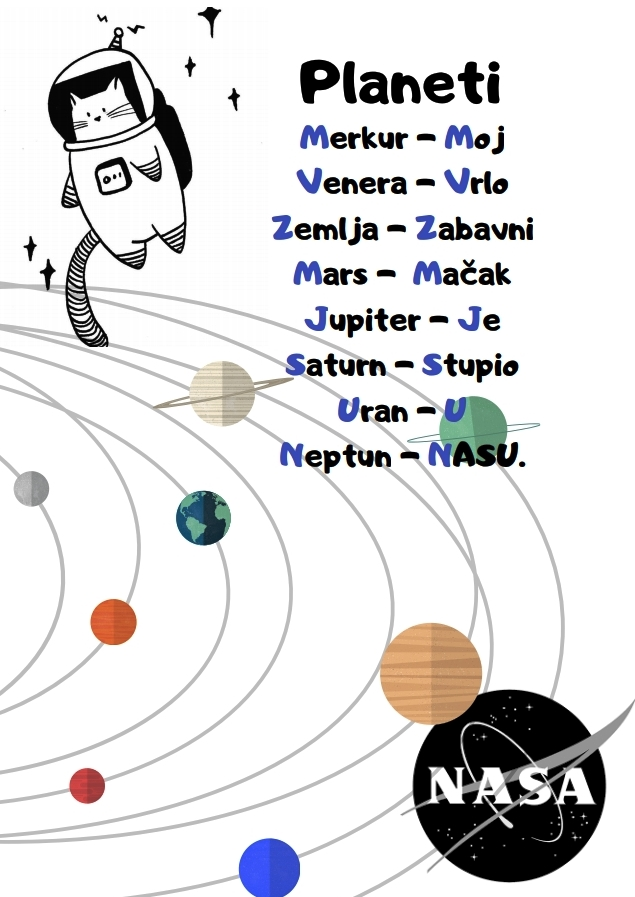 Planeti
Merkur – Moj
Venera – Vrlo
Zemlja – Zabavni
Mars – Mačak
Jupiter – Je
Saturn – Stupio
Uran – U
Neptun – NASU.
NASA